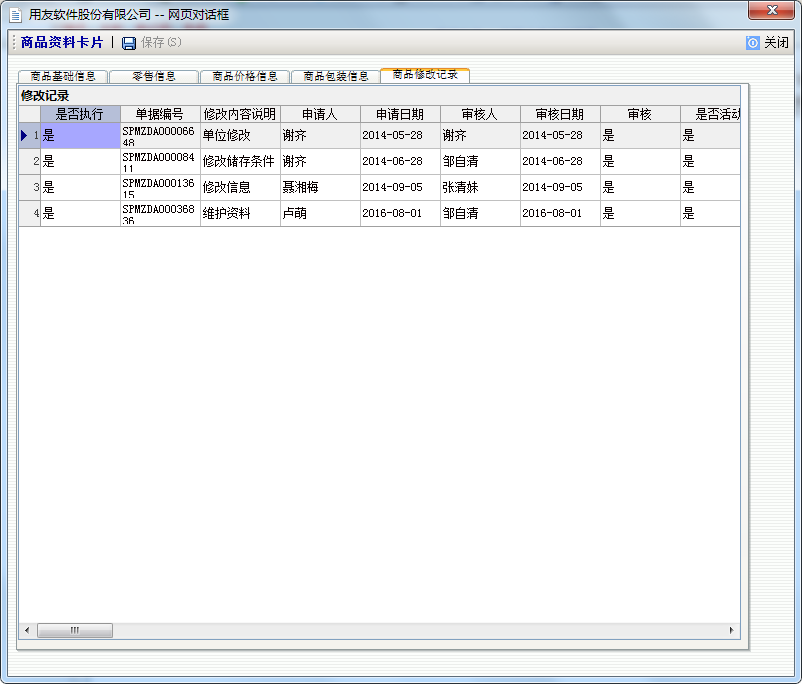 用友软件股份有限公司 -- 网页对话框
商品资料卡片 | 保存(S) 关闭
商品基础信息 零售信息 商品价格信息 商品包装信息 商品修改记录
修改记录
是否执行 单据编号 修改内容说明 申请人 申请日期 审核人 审核日期 审核 是否活动
1 是 SPMZDA00006648 单位修改 谢齐 2014-05-28 谢齐 2014-05-28 是 是
2 是 SPMZDA00008411 修改储存条件 谢齐 2014-06-28 邹自清 2014-06-28 是 是
3 是 SPMZDA00013615 修改信息 聂湘梅 2014-09-05 张清妹 2014-09-05 是 是
4 是 SPMZDA00036836 维护资料 卢萌 2016-08-01 邹自清 2016-08-01 是 是